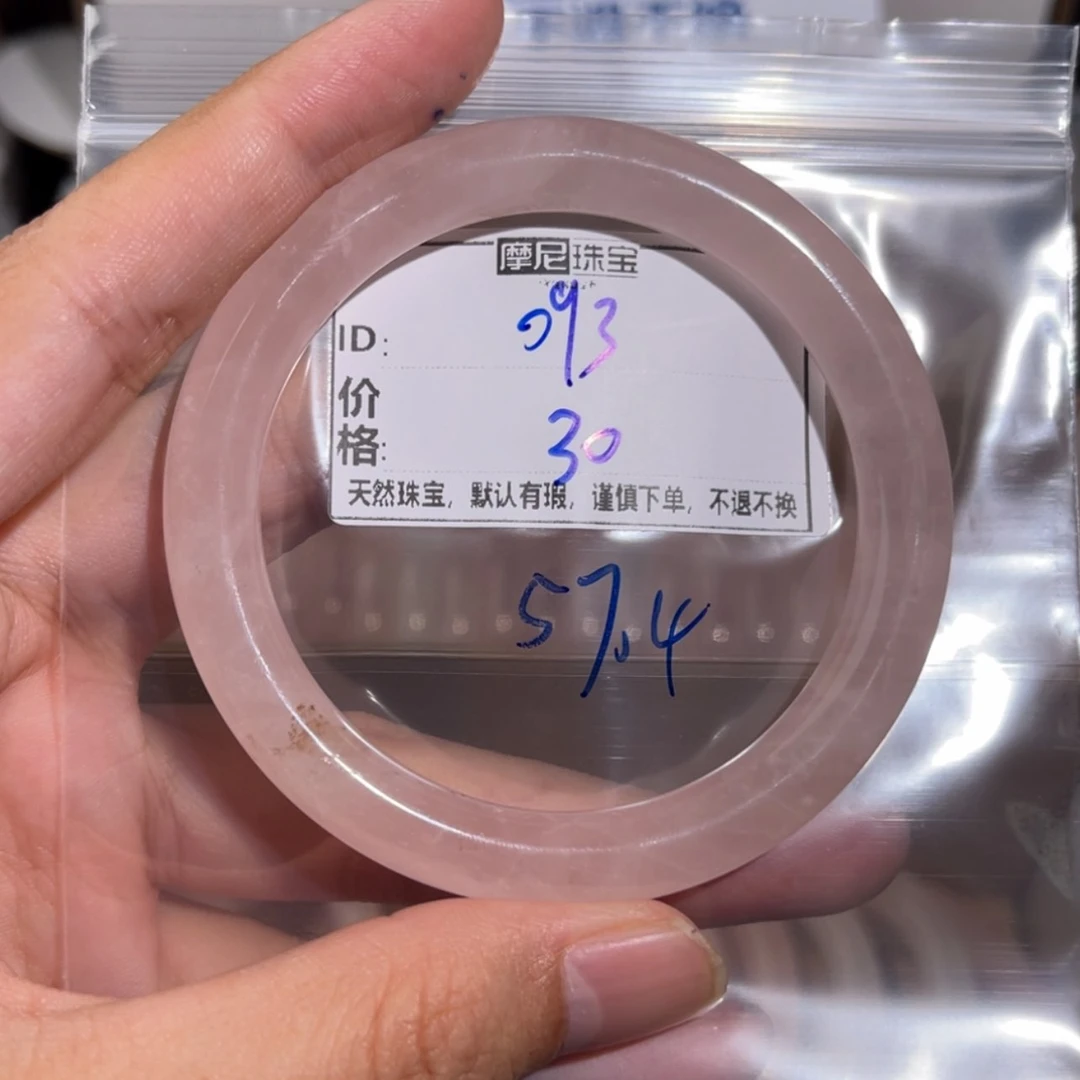 摩尼珠宝
ID: 093
价格: 30
天然珠宝，默认有瑕，谨慎下单，不退不换
57.4